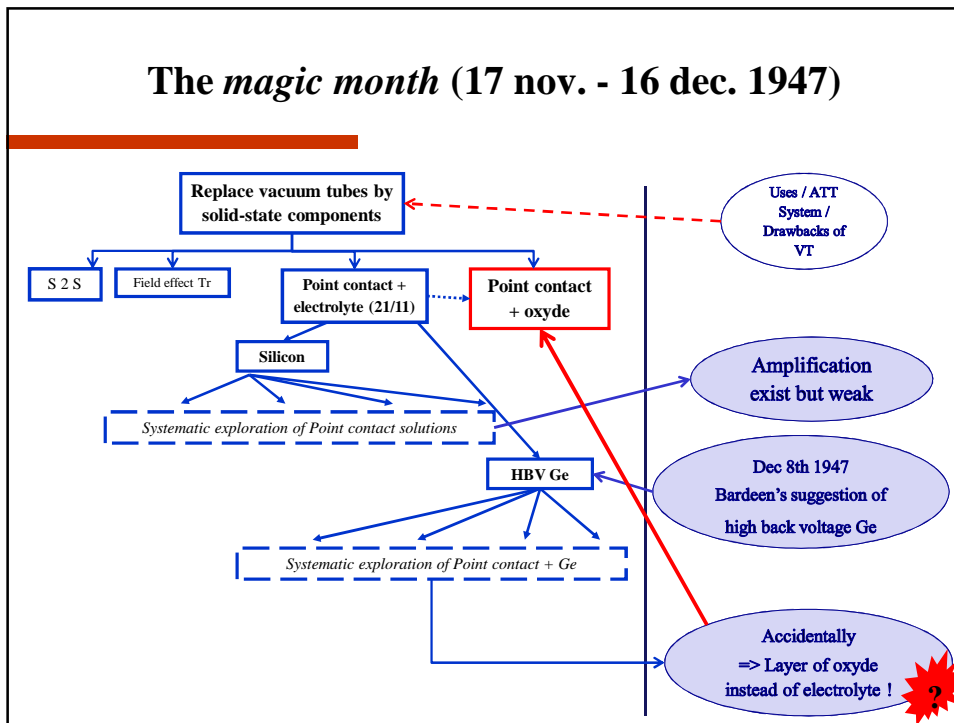 The magic month (17 nov. - 16 dec. 1947)
Replace vacuum tubes by
solid-state components
Uses / ATT
System /
Drawbacks of
VT
S 2 S
Field effect Tr
Point contact +
electrolyte (21/11)
Point contact
+ oxyde
Silicon
Amplification
exist but weak
Systematic exploration of Point contact solutions
HBV Ge
Dec 8th 1947
Bardeen's suggestion of
high back voltage Ge
Systematic exploration of Point contact + Ge
Accidentally
=> Layer of oxyde
instead of electrolyte !
?